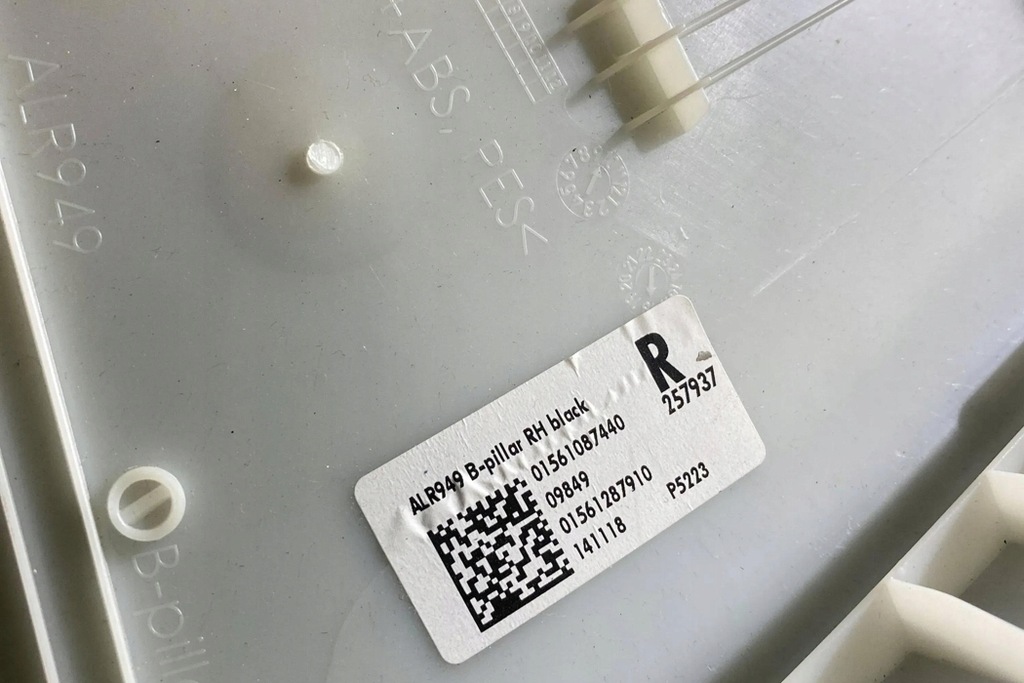 ALR949
ABS, PES<
ALR949 B-pillar RH black
R
257937
01561087440
09849
01561287910
P5223
141118
B-pill